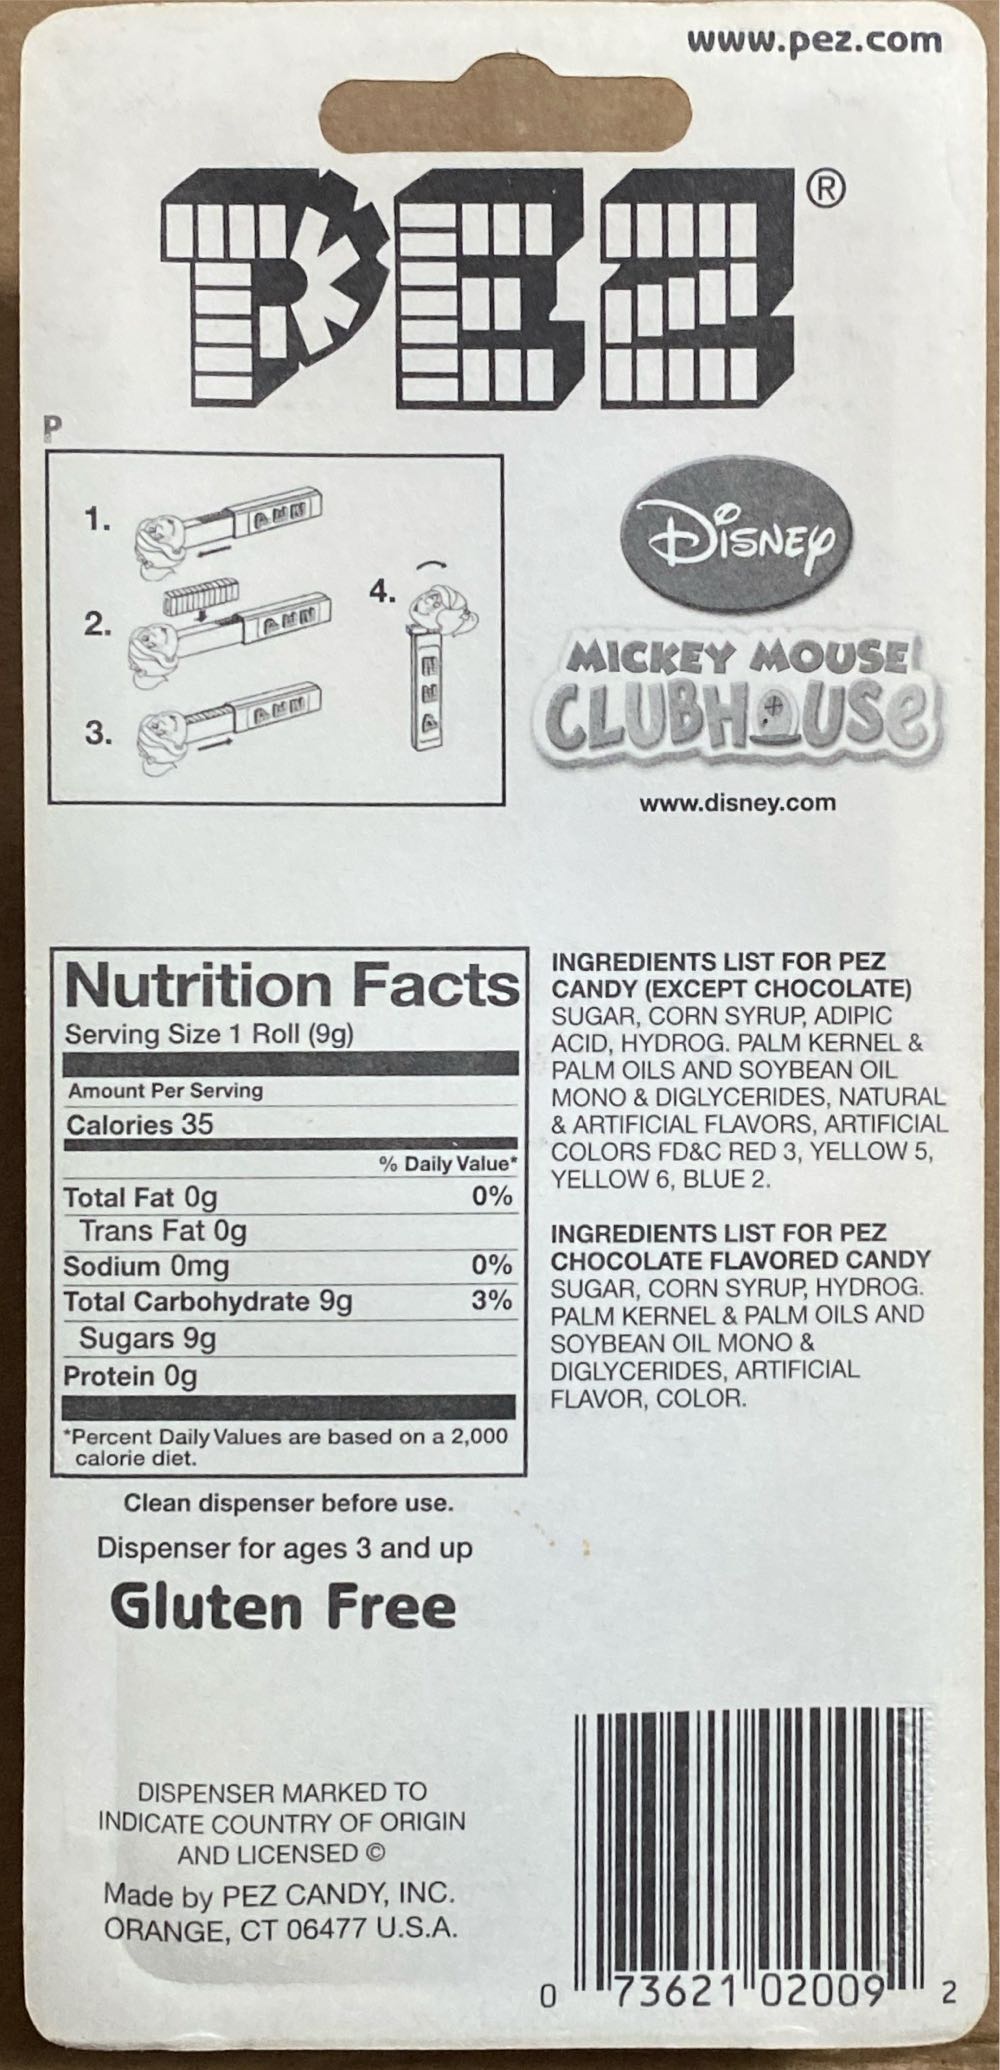 www.pez.com
PEZ®
P
1.
PEZ
2.
PEZ
3.
PEZ
4.
PEZ
Disney
MICKEY MOUSE
CLUBHOUSE
www.disney.com
Nutrition Facts
Serving Size 1 Roll (9g)
Amount Per Serving
Calories 35
% Daily Value*
Total Fat 0g 0%
Trans Fat 0g
Sodium 0mg 0%
Total Carbohydrate 9g 3%
Sugars 9g
Protein 0g
*Percent Daily Values are based on a 2,000
calorie diet.
INGREDIENTS LIST FOR PEZ
CANDY (EXCEPT CHOCOLATE)
SUGAR, CORN SYRUP, ADIPIC
ACID, HYDROG. PALM KERNEL &
PALM OILS AND SOYBEAN OIL
MONO & DIGLYCERIDES, NATURAL
& ARTIFICIAL FLAVORS, ARTIFICIAL
COLORS FD&C RED 3, YELLOW 5,
YELLOW 6, BLUE 2.
INGREDIENTS LIST FOR PEZ
CHOCOLATE FLAVORED CANDY
SUGAR, CORN SYRUP, HYDROG.
PALM KERNEL & PALM OILS AND
SOYBEAN OIL MONO &
DIGLYCERIDES, ARTIFICIAL
FLAVOR, COLOR.
Clean dispenser before use.
Dispenser for ages 3 and up
Gluten Free
DISPENSER MARKED TO
INDICATE COUNTRY OF ORIGIN
AND LICENSED ©
Made by PEZ CANDY, INC.
ORANGE, CT 06477 U.S.A.
0 73621 02009 2